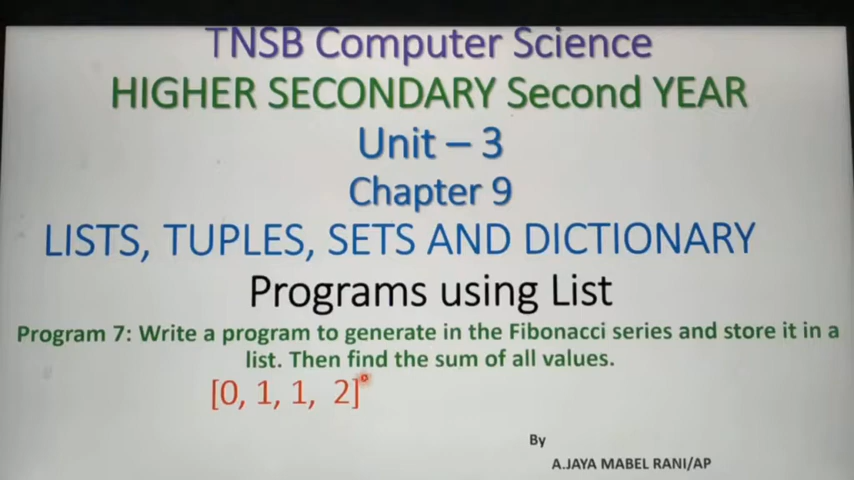 TNSB Computer Science
HIGHER SECONDARY Second YEAR
Unit – 3
Chapter 9
LISTS, TUPLES, SETS AND DICTIONARY
Programs using List
Program 7: Write a program to generate in the Fibonacci series and store it in a
list. Then find the sum of all values.
[0, 1, 1, 2]
By
A.JAYA MABEL RANI/AP